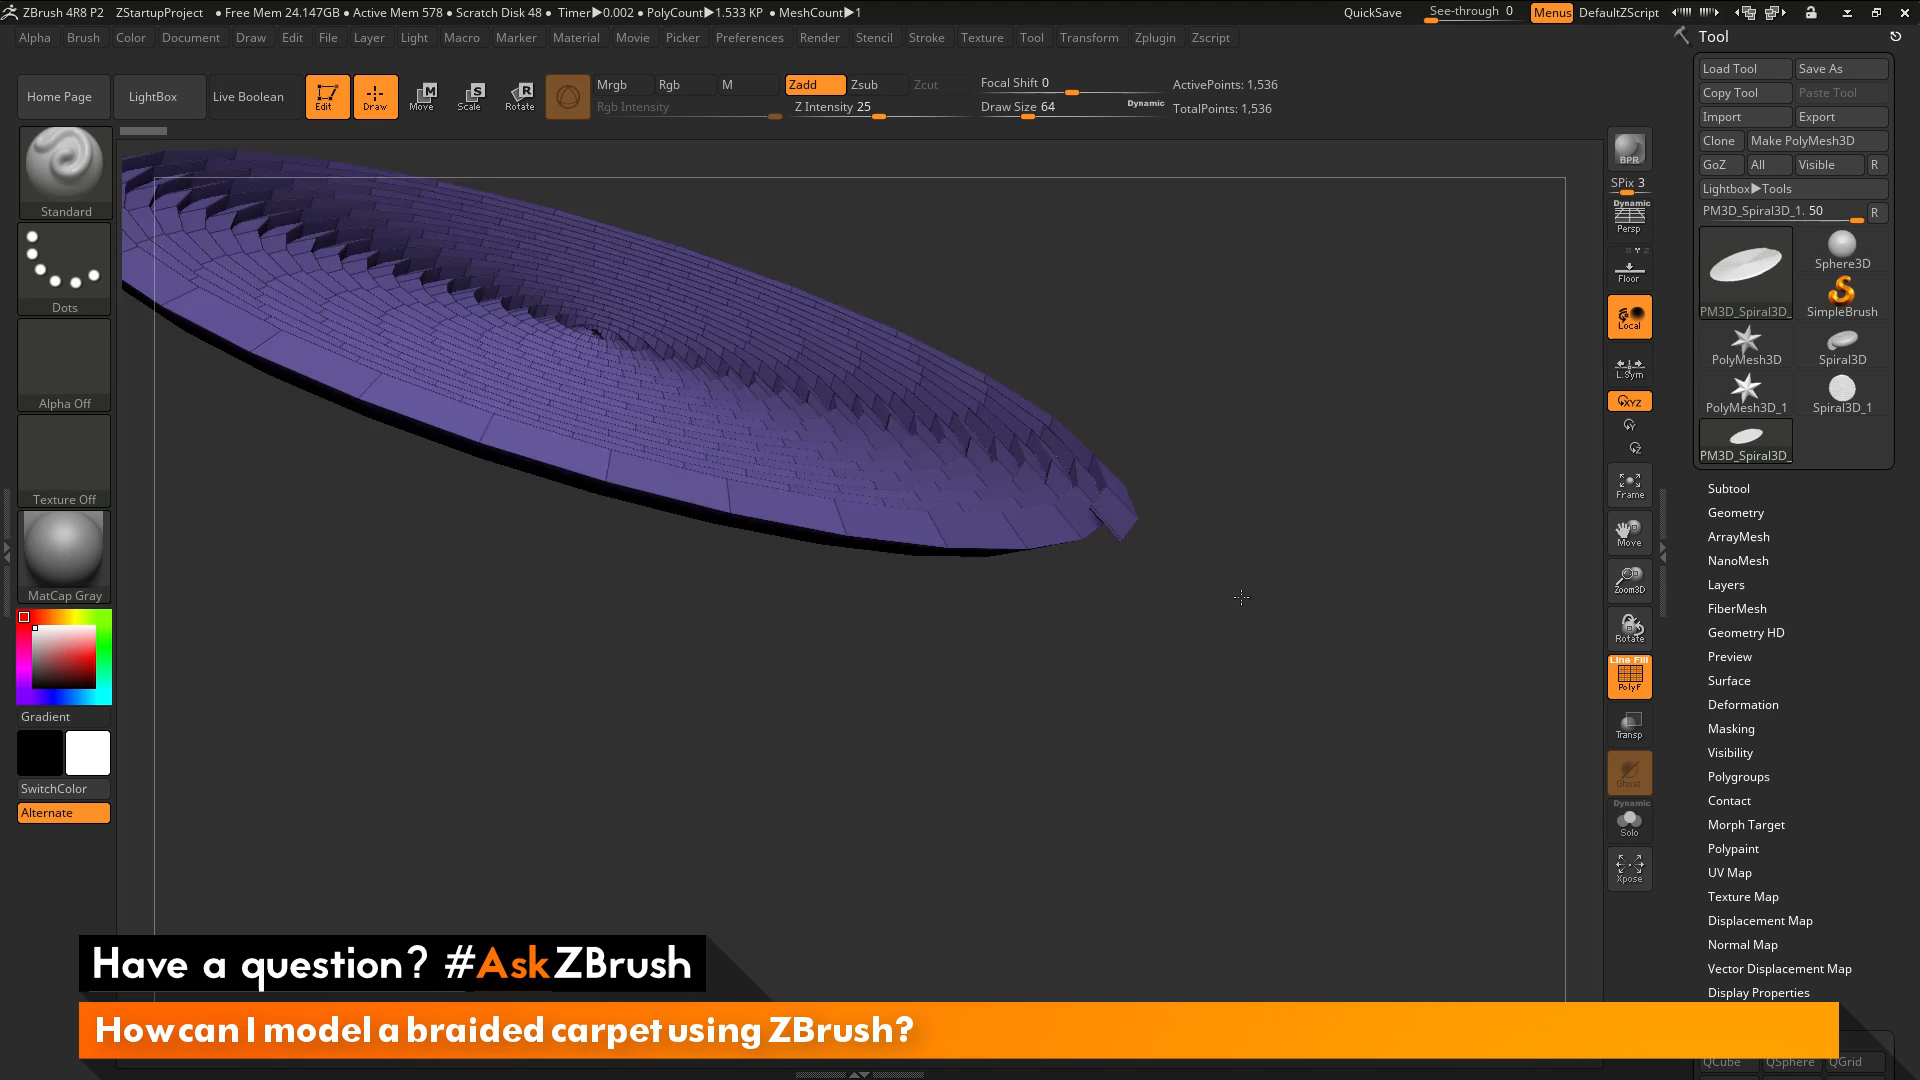 ZBrush 4R8 P2 ZStartupProject • Free Mem 24.147GB • Active Mem 578 • Scratch Disk 48 • Timer▶0.002 • PolyCount▶1.533 KP • MeshCount▶1 QuickSave See-through 0 Menus DefaultZScript
Alpha Brush Color Document Draw Edit File Layer Light Macro Marker Material Movie Picker Preferences Render Stencil Stroke Texture Tool Transform Zplugin Zscript
Tool
Load Tool Save As
Copy Tool Paste Tool
Import Export
Clone Make PolyMesh3D
GoZ All Visible R
Lightbox▶Tools
PM3D_Spiral3D_1. 50 R
PM3D_Spiral3D_
Sphere3D
SimpleBrush
PolyMesh3D
Spiral3D
PolyMesh3D_1
Spiral3D_1
PM3D_Spiral3D_
Home Page LightBox Live Boolean Edit Draw Move Scale Rotate
Mrgb Rgb M Zadd Zsub Zcut Focal Shift 0 ActivePoints: 1,536
Rgb Intensity Z Intensity 25 Draw Size 64 Dynamic TotalPoints: 1,536
Standard
Dots
Alpha Off
Texture Off
MatCap Gray
Gradient
SwitchColor
Alternate
BPR
SPix 3
Dynamic
Persp
Floor
Local
L.Sym
XYZ
Frame
Move
Zoom3D
Rotate
Line Fill
PolyF
Transp
Ghost
Dynamic
Solo
Xpose
Subtool
Geometry
ArrayMesh
NanoMesh
Layers
FiberMesh
Geometry HD
Preview
Surface
Deformation
Masking
Visibility
Polygroups
Contact
Morph Target
Polypaint
UV Map
Texture Map
Displacement Map
Normal Map
Vector Displacement Map
Display Properties
QCube QSphere QGrid
Have a question? #AskZBrush
How can I model a braided carpet using ZBrush?